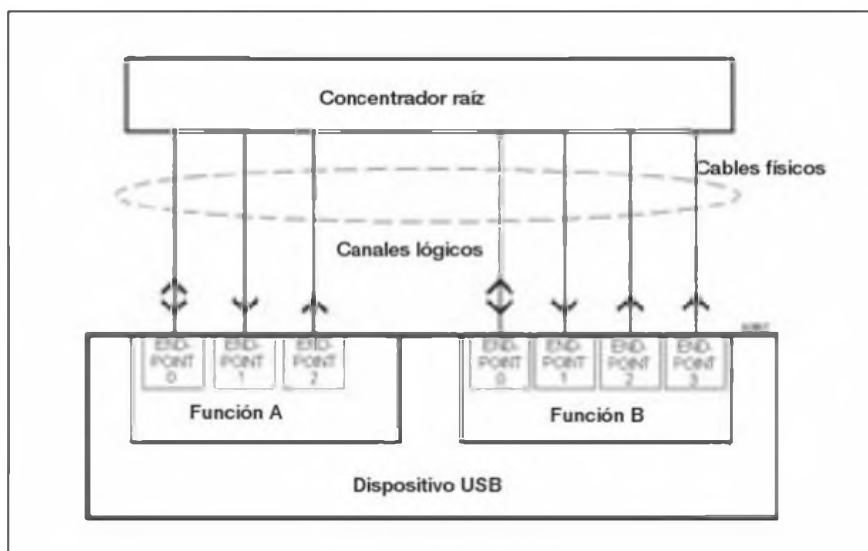 Concentrador raíz
Cables físicos
Canales lógicos
END-
POINT
0
END-
POINT
1
END-
POINT
2
END-
POINT
0
END-
POINT
1
END-
POINT
2
END-
POINT
3
Función A
Función B
Dispositivo USB